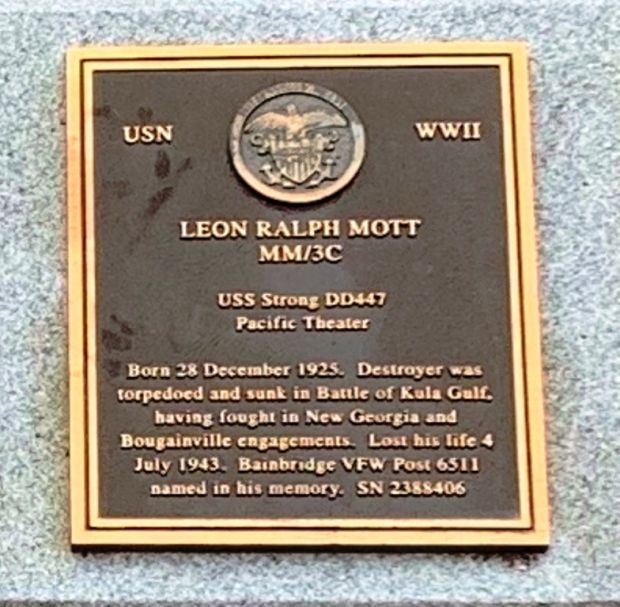 USN
WWII
LEON RALPH MOTT
MM/3C
USS Strong DD447
Pacific Theater
Born 28 December 1925. Destroyer was
torpedoed and sunk in Battle of Kula Gulf,
having fought in New Georgia and
Bougainville engagements. Lost his life 4
July 1943. Bainbridge VFW Post 6511
named in his memory. SN 2388406